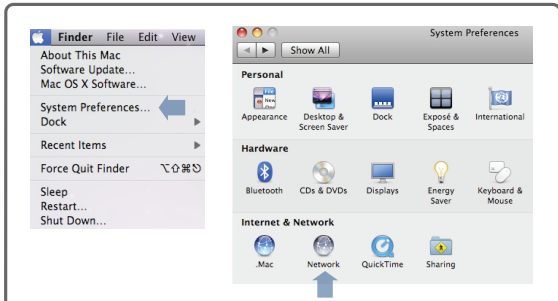 Finder File Edit View
About This Mac
Software Update...
Mac OS X Software...
System Preferences...
Dock
Recent Items
Force Quit Finder ⌥⇧⌘⎋
Sleep
Restart...
Shut Down...
System Preferences
Show All
Personal
Appearance Desktop & Screen Saver Dock Exposé & Spaces International
Hardware
Bluetooth CDs & DVDs Displays Energy Saver Keyboard & Mouse
Internet & Network
.Mac Network QuickTime Sharing